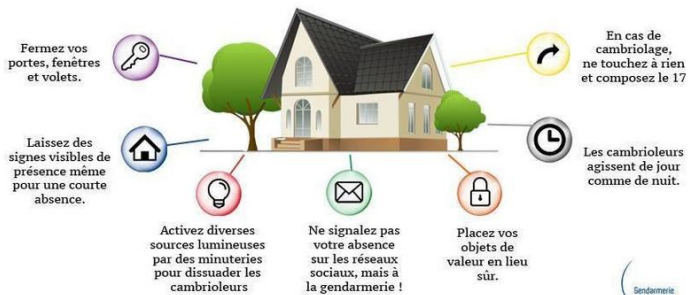 Fermez vos
portes, fenêtres
et volets.
Laissez des
signes visibles de
présence même
pour une courte
absence.
Activez diverses
sources lumineuses
par des minuteries
pour dissuader les
cambrioleurs
Ne signalez pas
votre absence
sur les réseaux
sociaux, mais à
la gendarmerie !
Placez vos
objets de
valeur en lieu
sûr.
En cas de
cambriolage,
ne touchez à rien
et composez le 17
Les cambrioleurs
agissent de jour
comme de nuit.
Gendarmerie